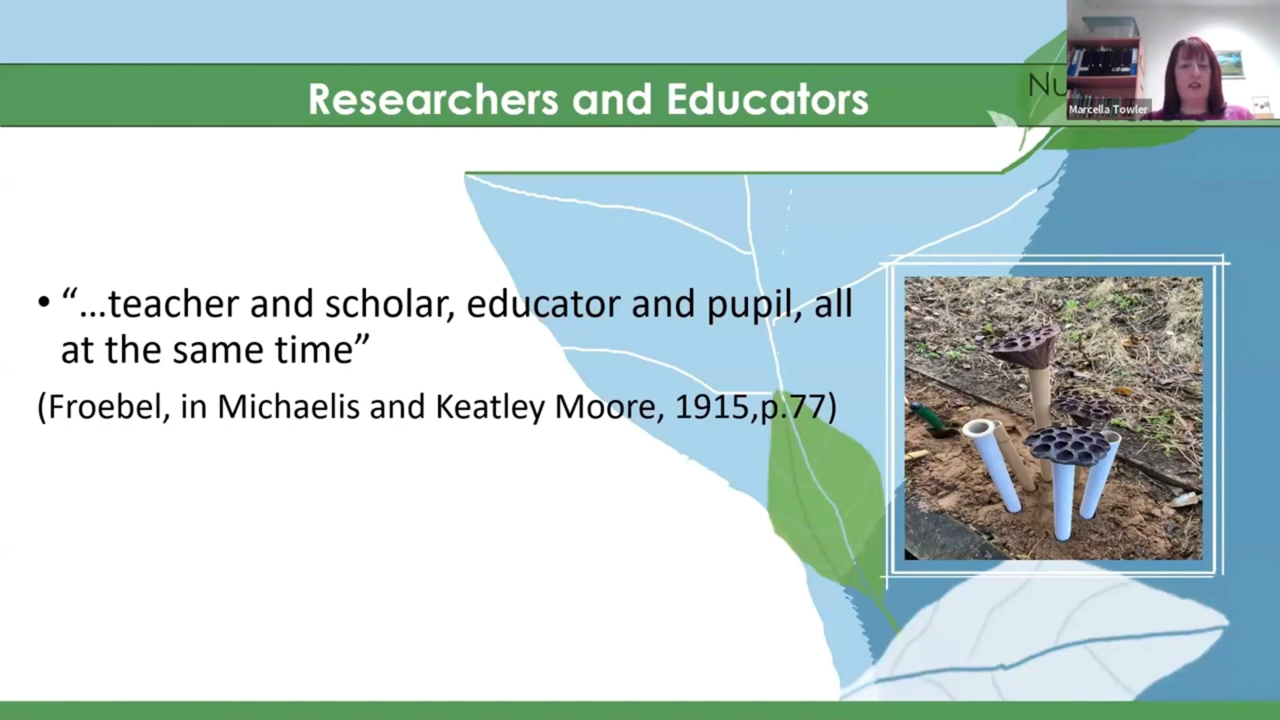 Researchers and Educators
Nu
Marcella Towler
• “...teacher and scholar, educator and pupil, all
at the same time”
(Froebel, in Michaelis and Keatley Moore, 1915,p.77)